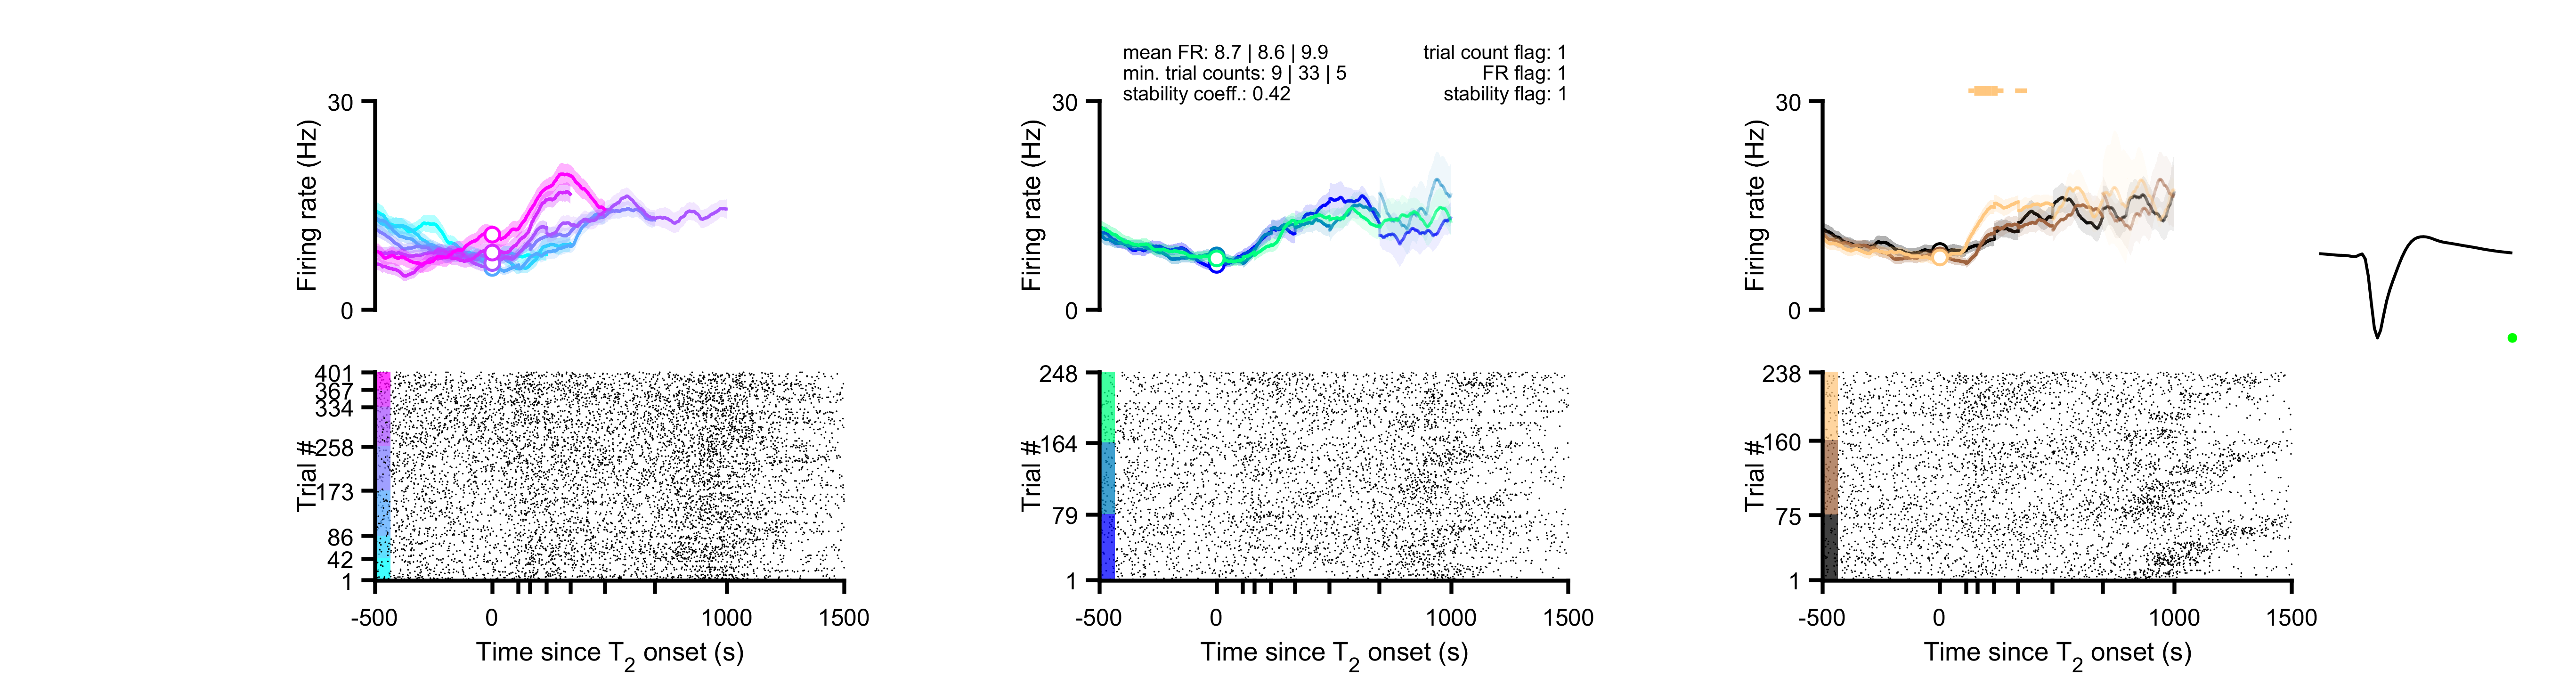 mean FR: 8.7 | 8.6 | 9.9
min. trial counts: 9 | 33 | 5
stability coeff.: 0.42
trial count flag: 1
FR flag: 1
stability flag: 1
30
Firing rate (Hz)
0
30
Firing rate (Hz)
0
30
Firing rate (Hz)
0
401
367
334
258
173
86
42
1
Trial #
-500 0 1000 1500
Time since T2 onset (s)
248
164
79
1
Trial #
-500 0 1000 1500
Time since T2 onset (s)
238
160
75
1
Trial #
-500 0 1000 1500
Time since T2 onset (s)